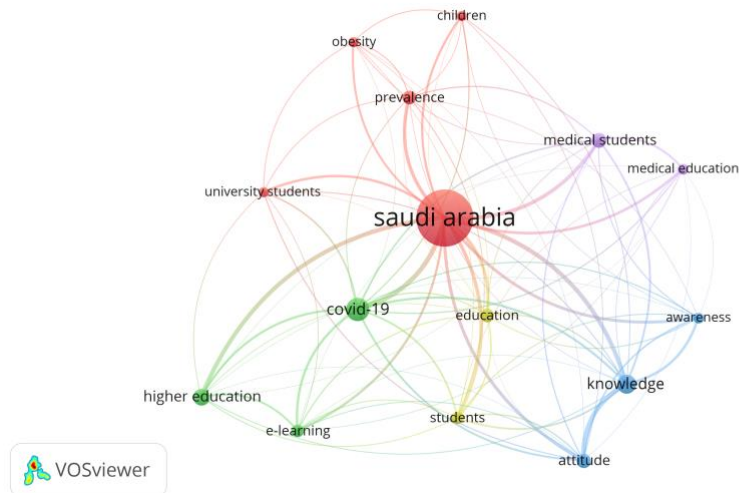 children
obesity
prevalence
medical students
medical education
university students
saudi arabia
covid-19
education
awareness
knowledge
higher education
students
e-learning
attitude
VOSviewer